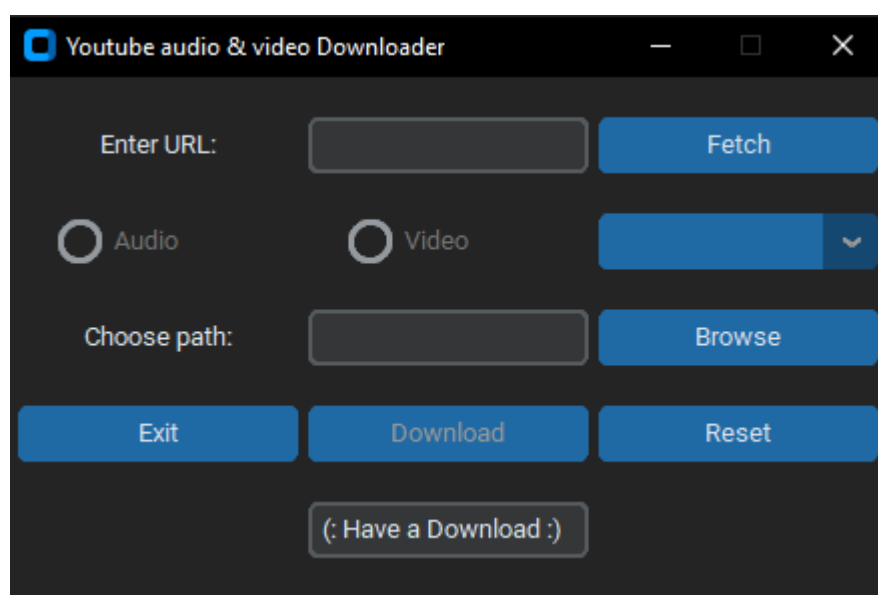 Youtube audio & video Downloader
Enter URL:
Fetch
Audio
Video
Choose path:
Browse
Exit
Download
Reset
(: Have a Download :)